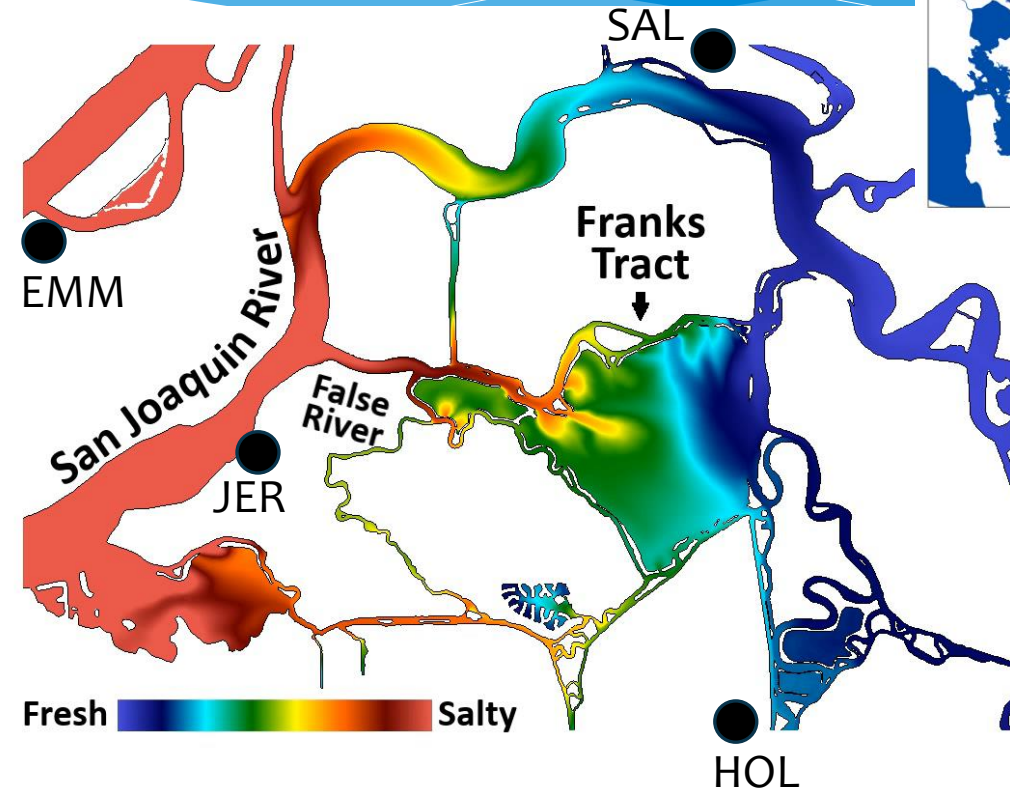 SAL
Franks
Tract
EMM
San Joaquin River
False
River
JER
Fresh
Salty
HOL